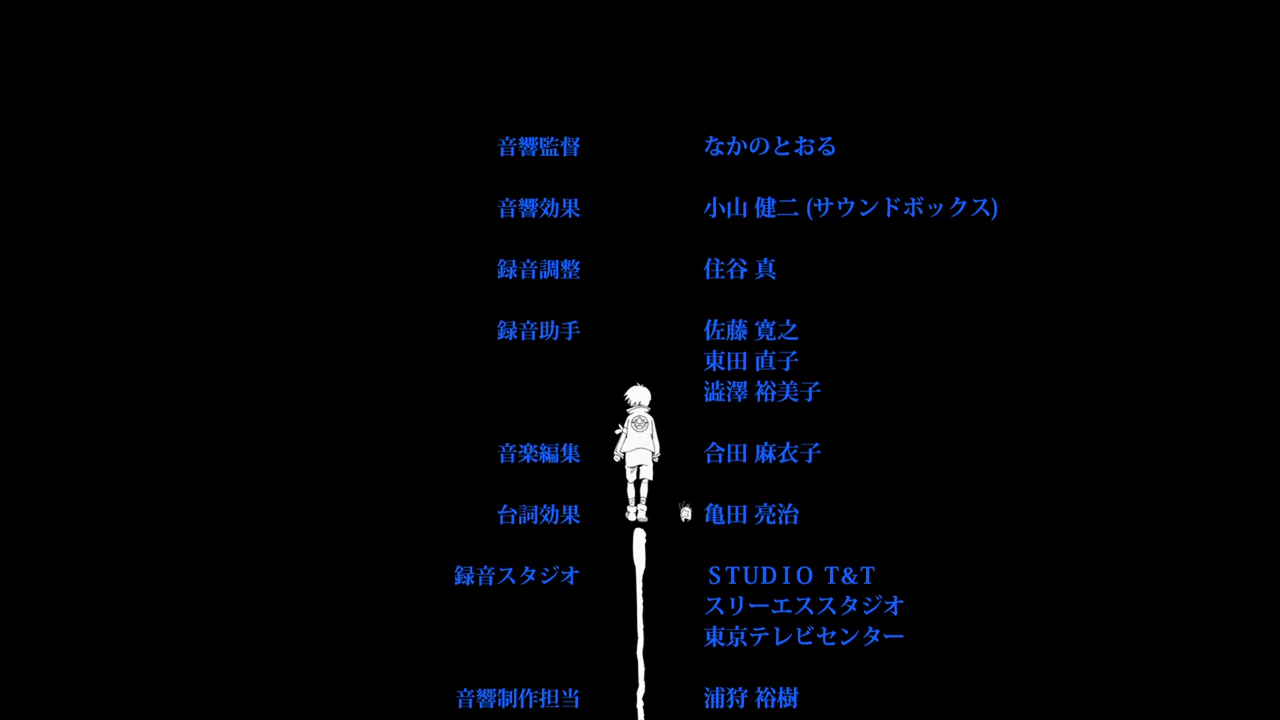 音響監督 なかのとおる
音響効果 小山 健二 (サウンドボックス)
録音調整 住谷 真
録音助手 佐藤 寛之
東田 直子
澁澤 裕美子
音楽編集 合田 麻衣子
台詞効果 亀田 亮治
録音スタジオ STUDIO T&T
スリーエススタジオ
東京テレビセンター
音響制作担当 浦狩 裕樹